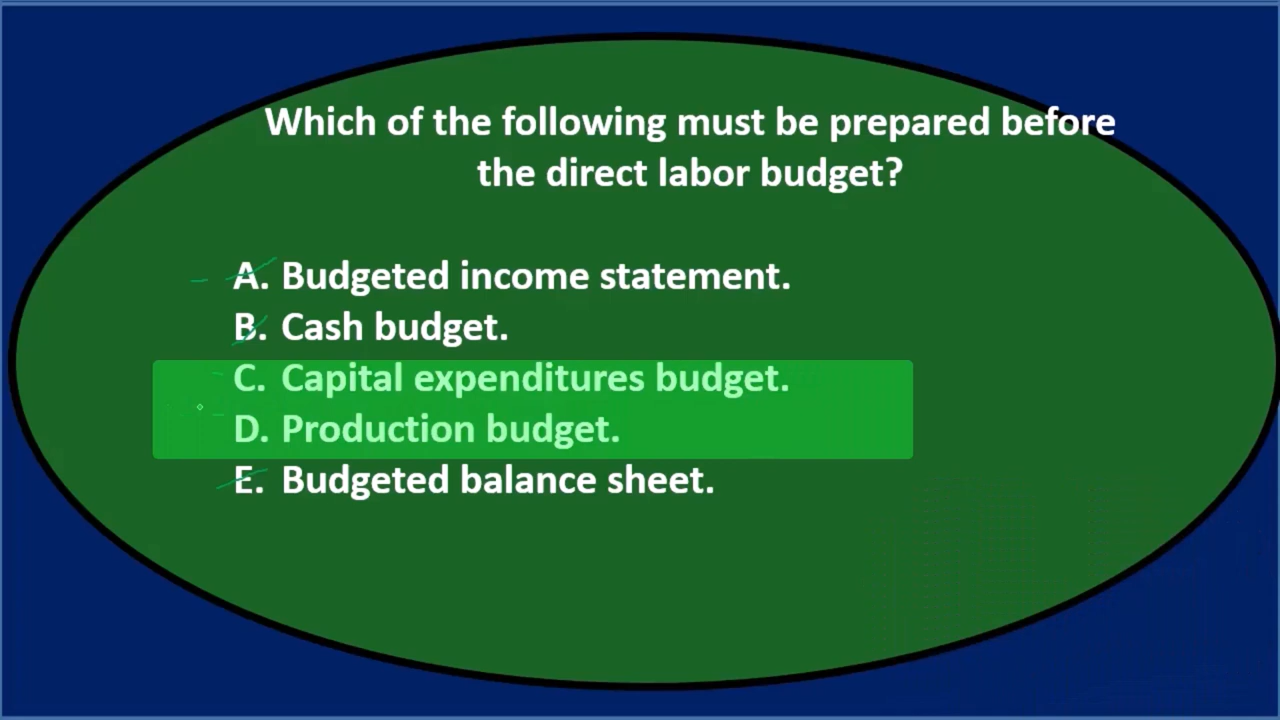 Which of the following must be prepared before
the direct labor budget?
A. Budgeted income statement.
B. Cash budget.
C. Capital expenditures budget.
D. Production budget.
E. Budgeted balance sheet.